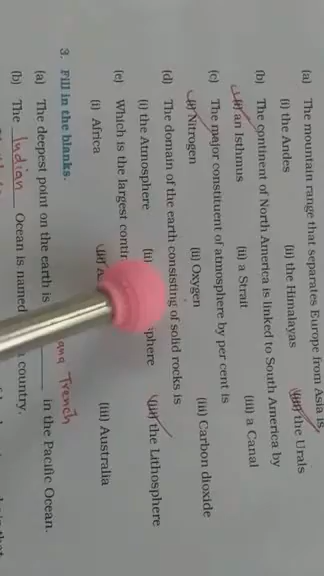 (a) The mountain range that separates Europe from Asia is
(i) the Andes (ii) the Himalayas (iii) the Urals
(b) The continent of North America is linked to South America by
(i) an Isthmus (ii) a Strait (iii) a Canal
(c) The major constituent of atmosphere by per cent is
(i) Nitrogen (ii) Oxygen (iii) Carbon dioxide
(d) The domain of the earth consisting of solid rocks is
(i) the Atmosphere (ii) (iii) the Lithosphere
(e) Which is the largest
(i) Africa (ii) (iii) Australia
3. Fill in the blanks.
(a) The deepest point on the earth is Trench in the Pacific Ocean.
(b) The Indian Ocean is named country.